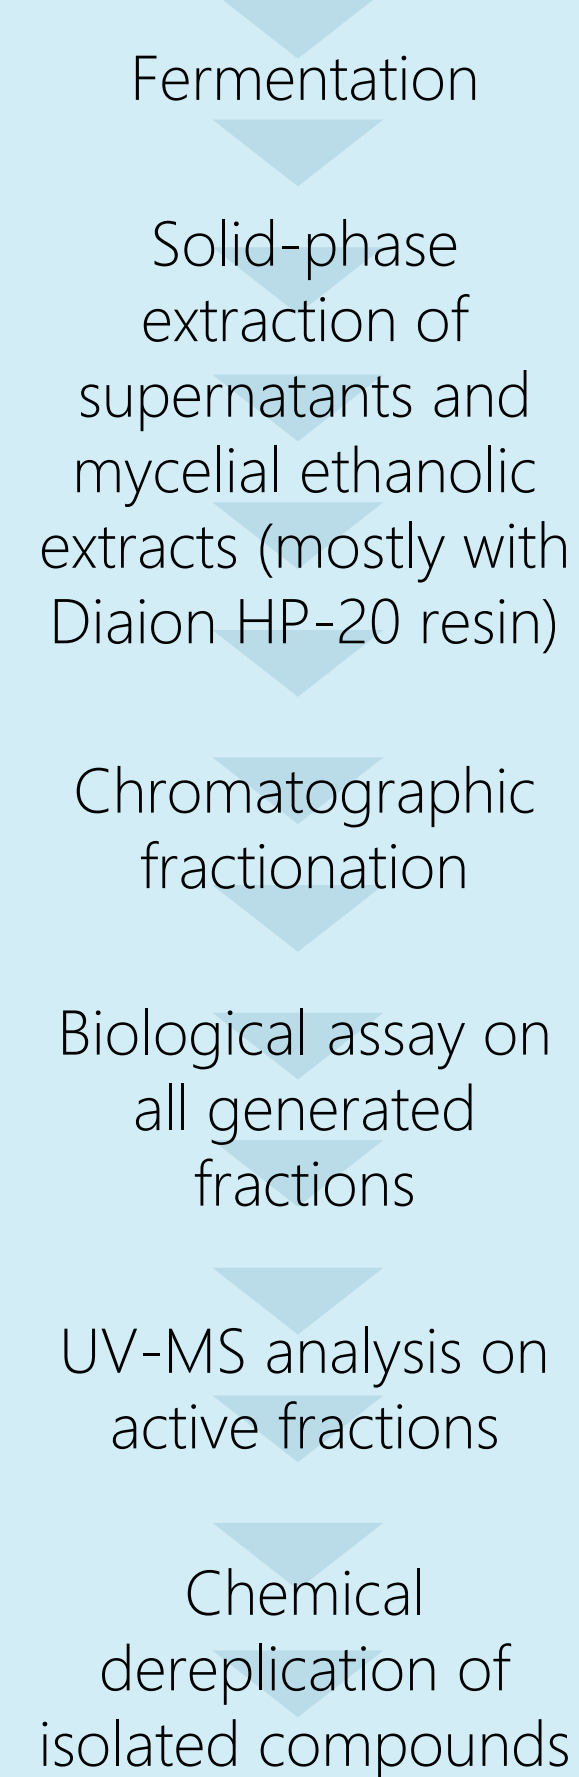 Fermentation
Solid-phase
extraction of
supernatants and
mycelial ethanolic
extracts (mostly with
Diaion HP-20 resin)
Chromatographic
fractionation
Biological assay on
all generated
fractions
UV-MS analysis on
active fractions
Chemical
dereplication of
isolated compounds